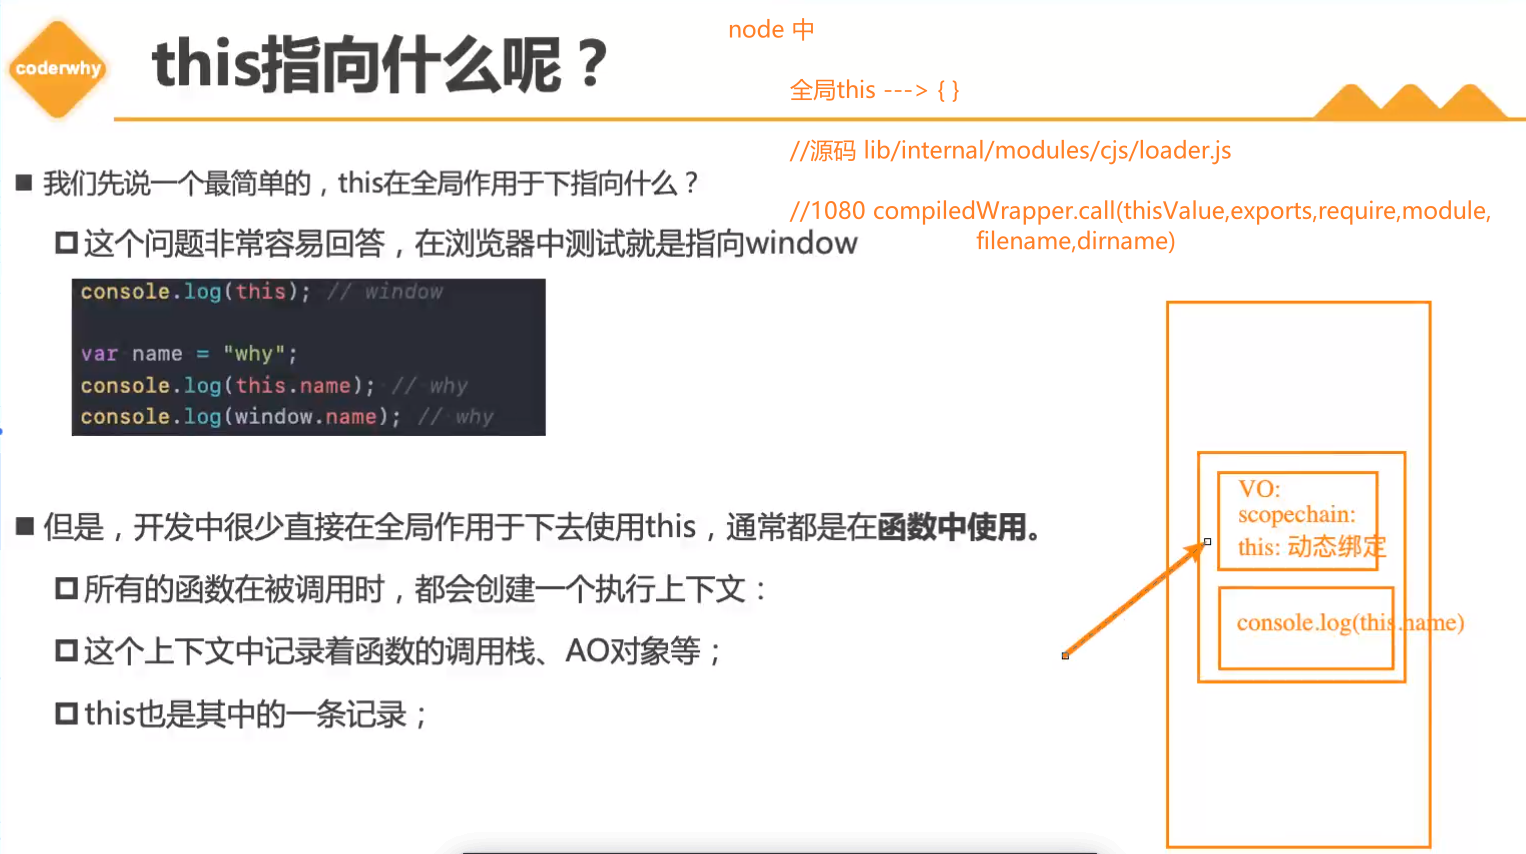 coderwhy
this指向什么呢？
node 中
全局this ---> { }
//源码 lib/internal/modules/cjs/loader.js
//1080 compiledWrapper.call(thisValue,exports,require,module,
filename,dirname)
我们先说一个最简单的，this在全局作用于下指向什么？
这个问题非常容易回答，在浏览器中测试就是指向window
console.log(this); // window
var name = "why";
console.log(this.name); // why
console.log(window.name); // why
但是，开发中很少直接在全局作用于下去使用this，通常都是在函数中使用。
所有的函数在被调用时，都会创建一个执行上下文：
这个上下文中记录着函数的调用栈、AO对象等；
this也是其中的一条记录；
VO:
scopechain:
this: 动态绑定
console.log(this.name)